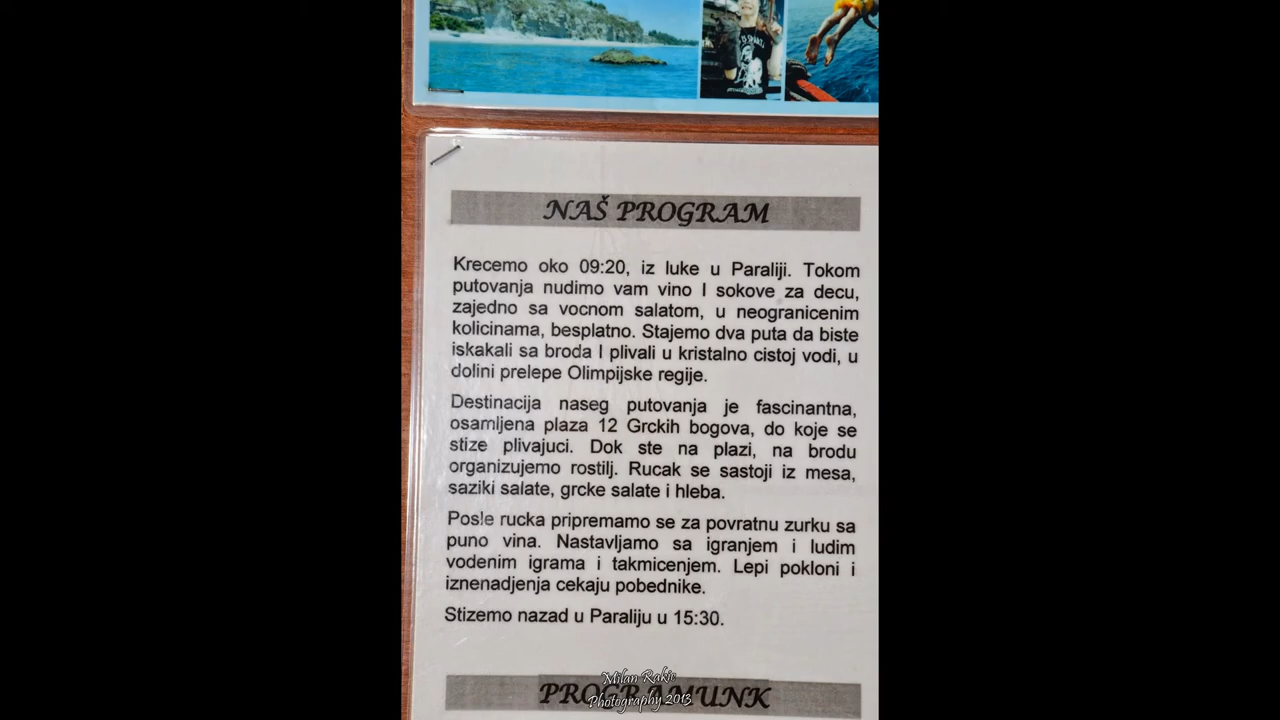 NAŠ PROGRAM
Krecemo oko 09:20, iz luke u Paraliji. Tokom
putovanja nudimo vam vino I sokove za decu,
zajedno sa vocnom salatom, u neogranicenim
kolicinama, besplatno. Stajemo dva puta da biste
iskakali sa broda I plivali u kristalno cistoj vodi, u
dolini prelepe Olimpijske regije.
Destinacija naseg putovanja je fascinantna,
osamljena plaza 12 Grckih bogova, do koje se
stize plivajuci. Dok ste na plazi, na brodu
organizujemo rostilj. Rucak se sastoji iz mesa,
saziki salate, grcke salate i hleba.
Posle rucka pripremamo se za povratnu zurku sa
puno vina. Nastavljamo sa igranjem i ludim
vodenim igrama i takmicenjem. Lepi pokloni i
iznenadjenja cekaju pobednike.
Stizemo nazad u Paraliju u 15:30.
PROGRAMUNK
Milan Rakic
Photography 2013